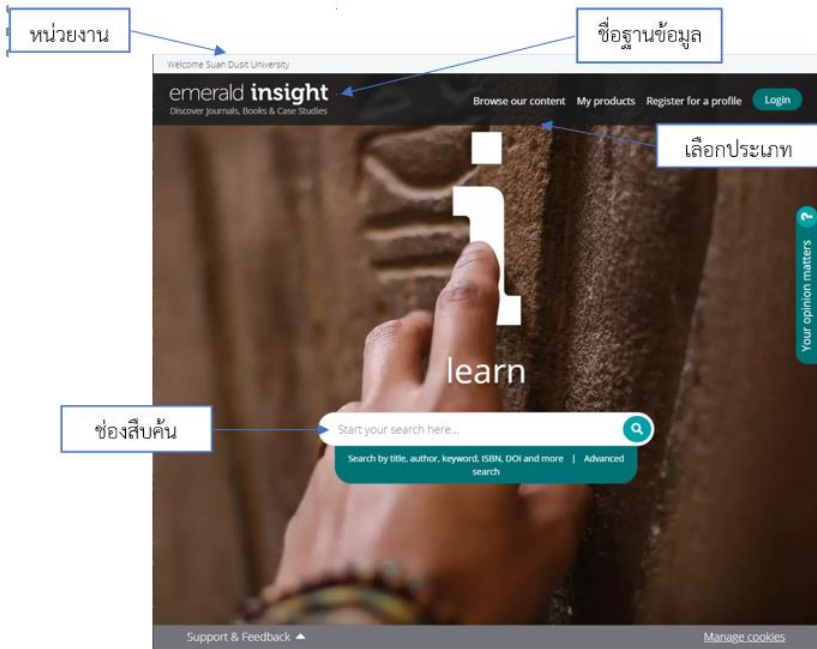 หน่วยงาน
ชื่อฐานข้อมูล
Welcome Suan Dusit University
emerald insight
Discover Journals, Books & Case Studies
Browse our content My products Register for a profile Login
เลือกประเภท
i
?
Your opinion matters
learn
ช่องสืบค้น
Start your search here...
Search by title, author, keyword, ISBN, DOI and more | Advanced
search
Support & Feedback
Manage cookies